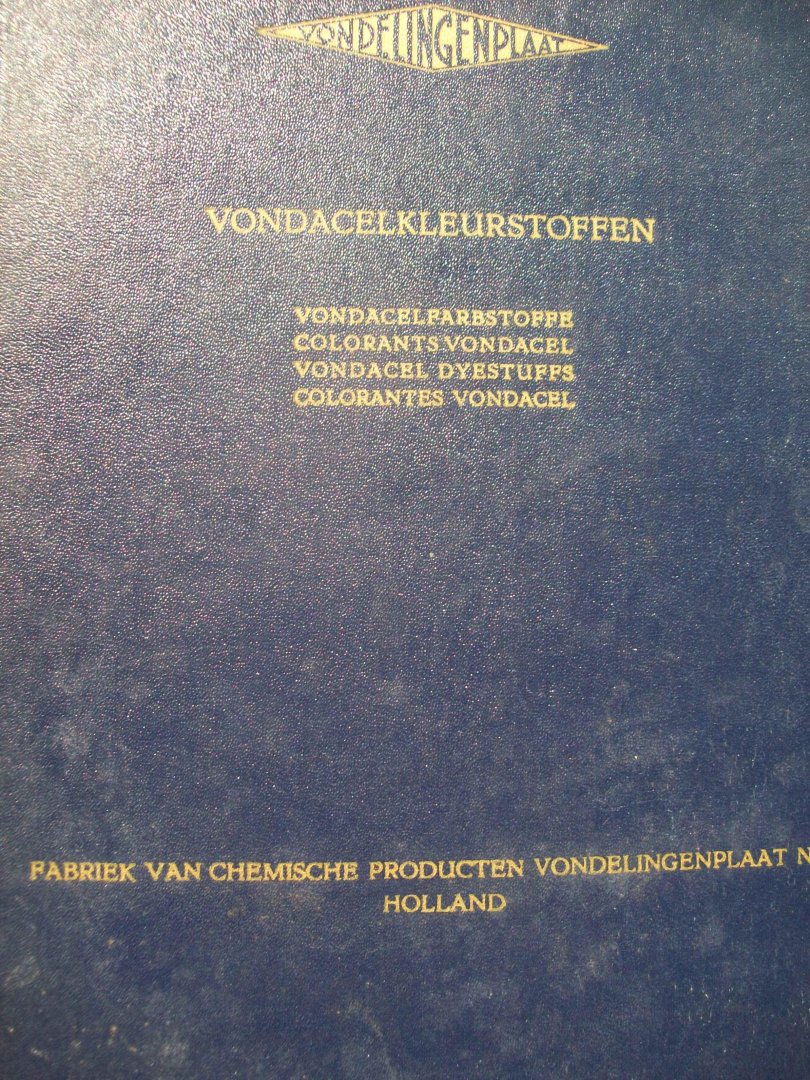 VONDELINGENPLAAT
VONDACELKLEURSTOFFEN
VONDACELFARBSTOFFE
COLORANTS VONDACEL
VONDACEL DYESTUFFS
COLORANTES VONDACEL
FABRIEK VAN CHEMISCHE PRODUCTEN VONDELINGENPLAAT N
HOLLAND